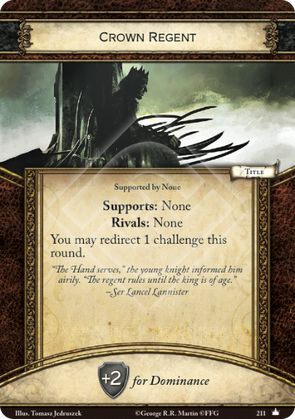 Crown Regent
Title
Supported by None
Supports: None
Rivals: None
You may redirect 1 challenge this
round.
"The Hand serves," the young knight informed him
airily. "The regent rules until the king is of age."
–Ser Lancel Lannister
+2 for Dominance
Illus. Tomasz Jedruszek ©George R.R. Martin ©FFG 211